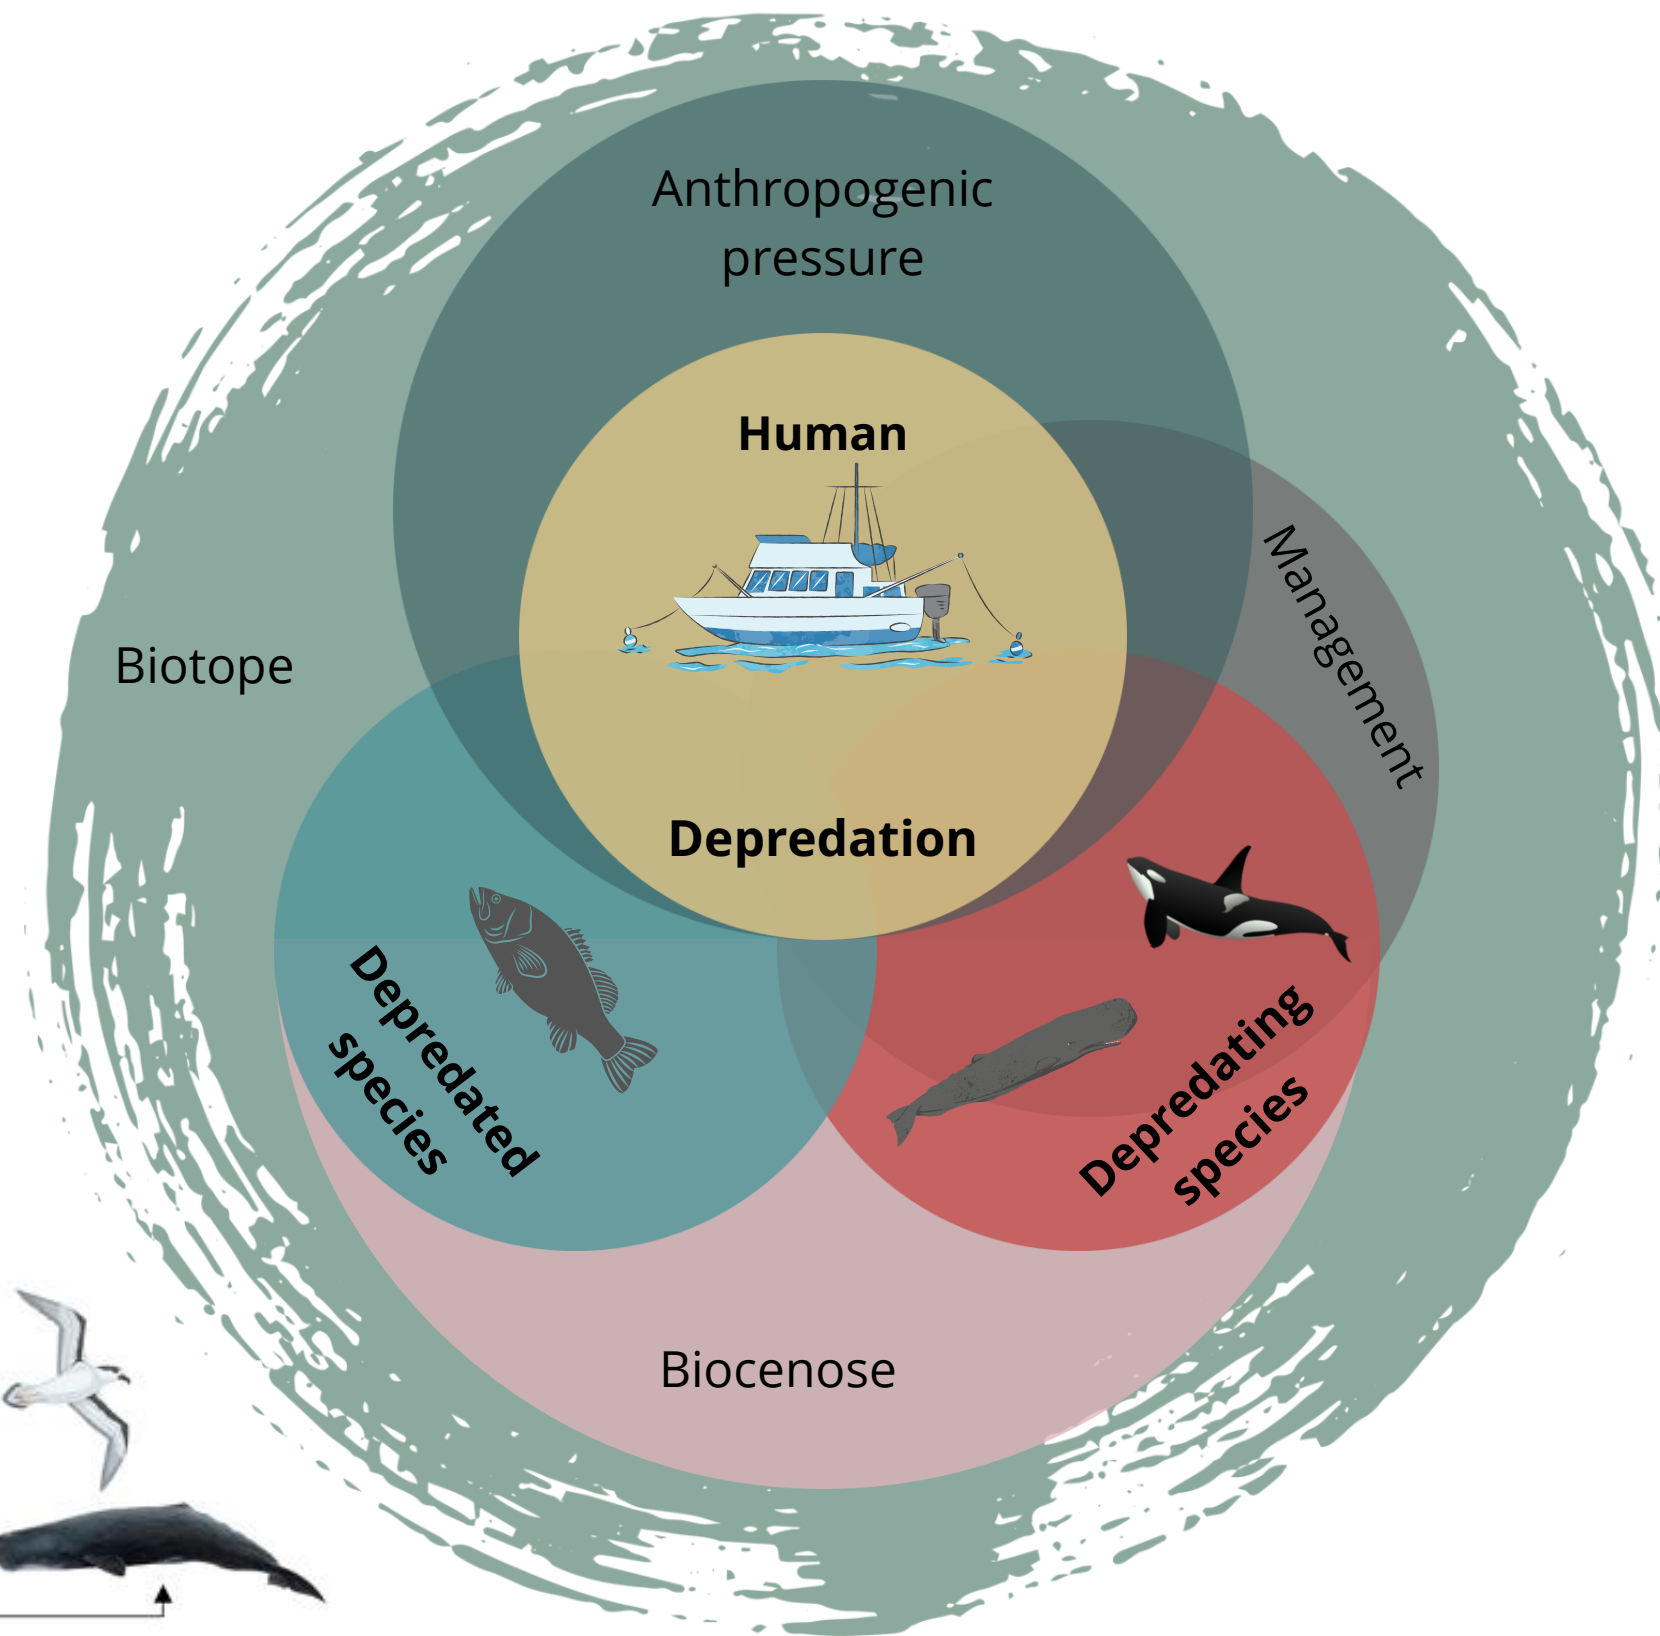 Anthropogenic
pressure
Human
Management
Biotope
Depredation
Depredated
species
Depredating
species
Biocenose